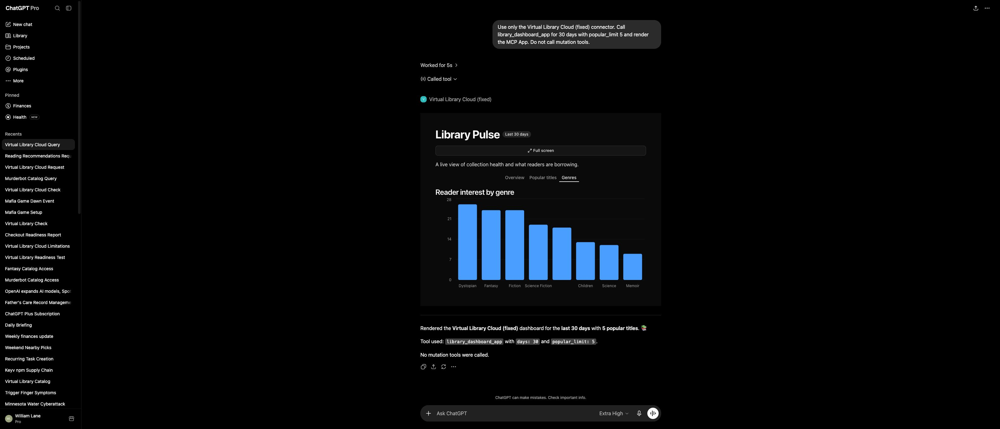 ChatGPT Pro
New chat
Library
Projects
Scheduled
Plugins
More
Pinned
Finances
Health NEW
Recents
Virtual Library Cloud Query
Reading Recommendations Requ
Virtual Library Cloud Request
Murderbot Catalog Query
Virtual Library Cloud Check
Mafia Game Dawn Event
Mafia Game Setup
Virtual Library Check
Checkout Readiness Report
Virtual Library Cloud Limitations
Virtual Library Readiness Test
Fantasy Catalog Access
Murderbot Catalog Access
OpenAI expands AI models, Spot
Father's Care Record Manageme
ChatGPT Plus Subscription
Daily Briefing
Weekly finances update
Weekend Nearby Picks
Recurring Task Creation
Keyv npm Supply Chain
Virtual Library Catalog
Trigger Finger Symptoms
Minnesota Water Cyberattack
WL
William Lane
Pro
Use only the Virtual Library Cloud (fixed) connector. Call
library_dashboard_app for 30 days with popular_limit 5 and render
the MCP App. Do not call mutation tools.
Worked for 5s
Called tool
V Virtual Library Cloud (fixed)
Library Pulse Last 30 days
Full screen
A live view of collection health and what readers are borrowing.
Overview Popular titles Genres
Reader interest by genre
28
21
14
7
0
Dystopian Fantasy Fiction Science Fiction Children Science Memoir
Rendered the Virtual Library Cloud (fixed) dashboard for the last 30 days with 5 popular titles. 📚
Tool used: library_dashboard_app with days: 30 and popular_limit: 5.
No mutation tools were called.
ChatGPT can make mistakes. Check important info.
Ask ChatGPT
Extra High